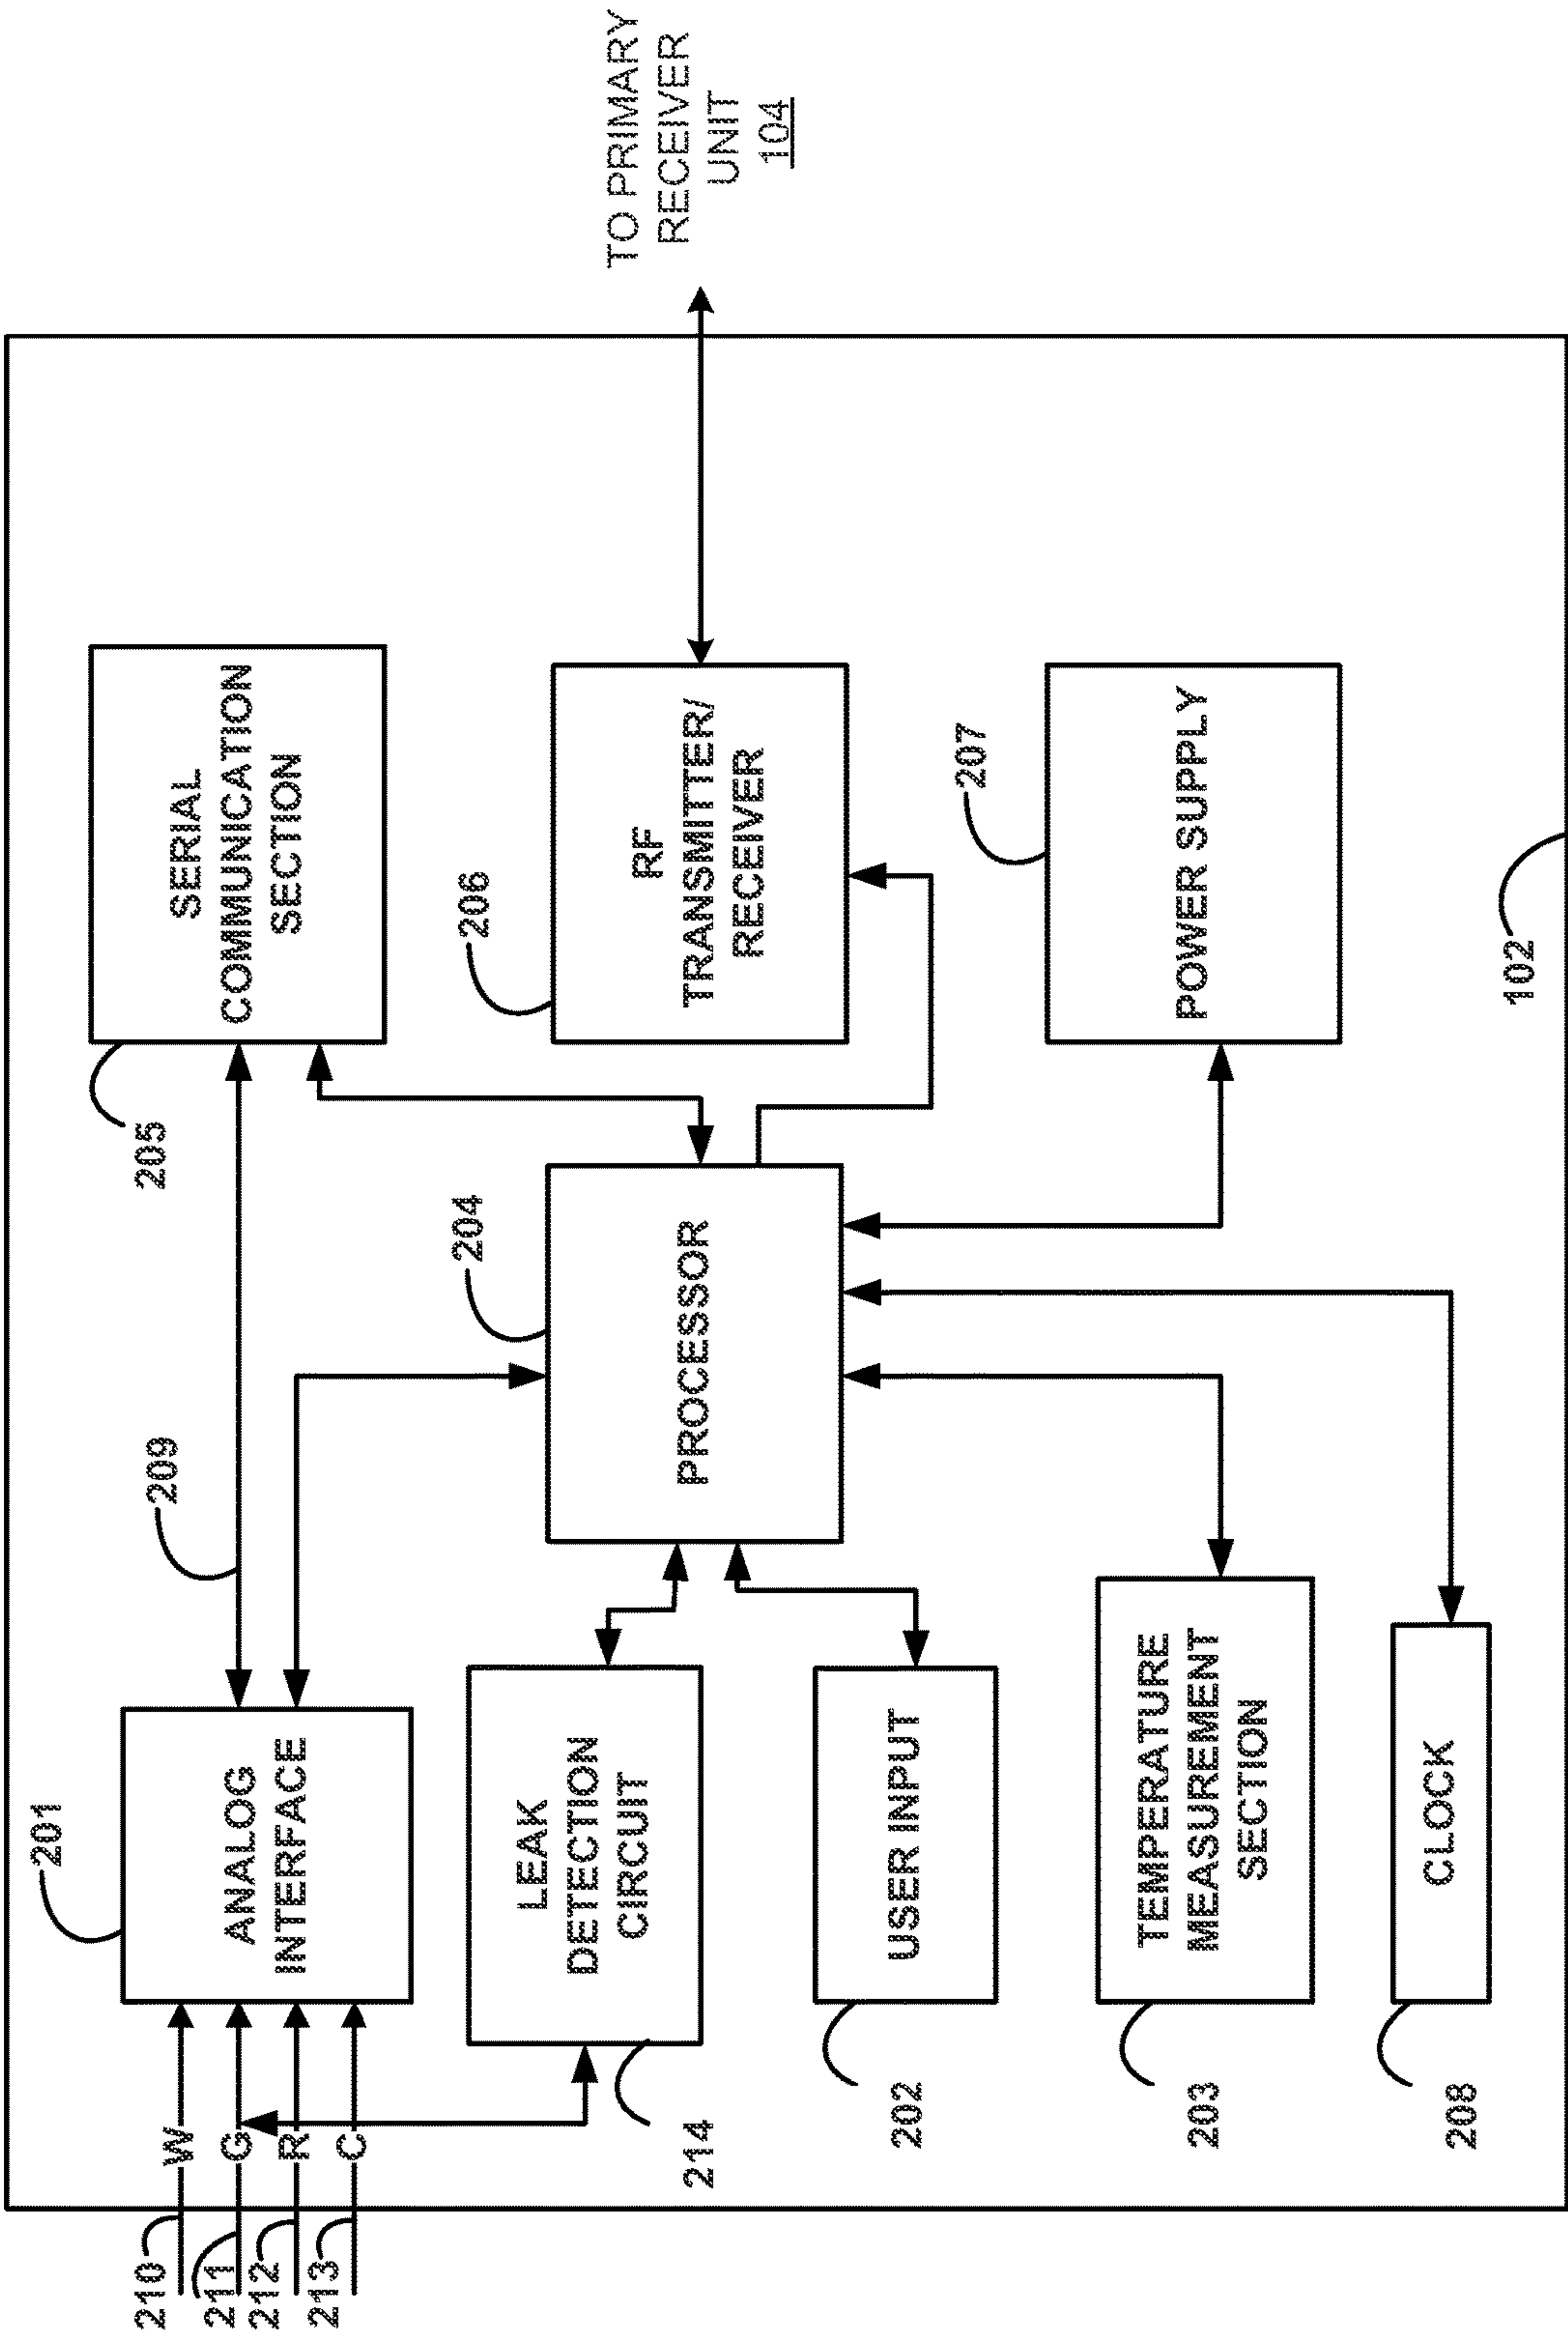 210
W
211
G
212
R
213
C
201
ANALOG
INTERFACE
209
205
SERIAL
COMMUNICATION
SECTION
214
LEAK
DETECTION
CIRCUIT
204
PROCESSOR
206
RF
TRANSMITTER/
RECEIVER
TO PRIMARY
RECEIVER
UNIT
104
202
USER INPUT
203
TEMPERATURE
MEASUREMENT
SECTION
207
POWER SUPPLY
208
CLOCK
102